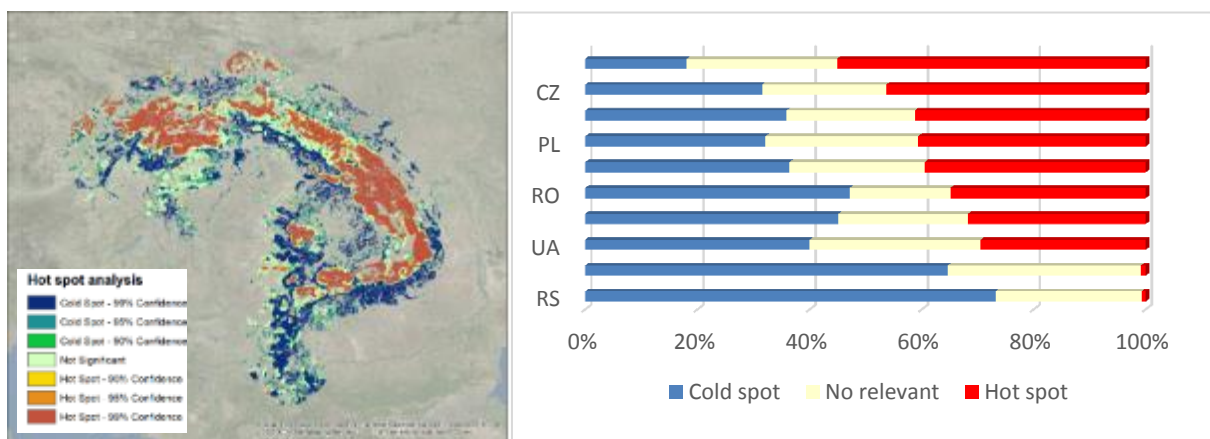 Hot spot analysis
Cold Spot - 99% Confidence
Cold Spot - 95% Confidence
Cold Spot - 90% Confidence
Not Significant
Hot Spot - 90% Confidence
Hot Spot - 95% Confidence
Hot Spot - 99% Confidence
CZ
PL
RO
UA
RS
0% 20% 40% 60% 80% 100%
Cold spot No relevant Hot spot